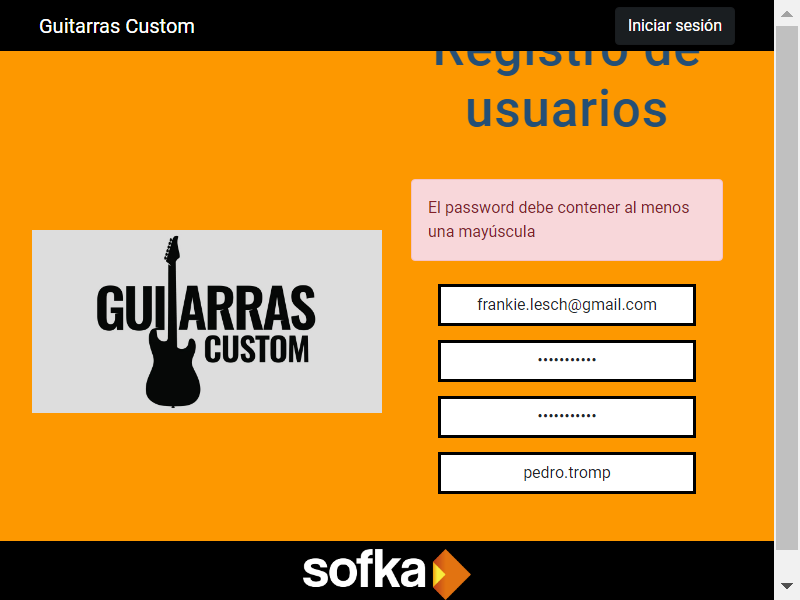 Guitarras Custom
Iniciar sesión
Registro de
usuarios
El password debe contener al menos
una mayúscula
GUITARRAS
CUSTOM
frankie.lesch@gmail.com
•••••••••••
•••••••••••
pedro.tromp
sofka